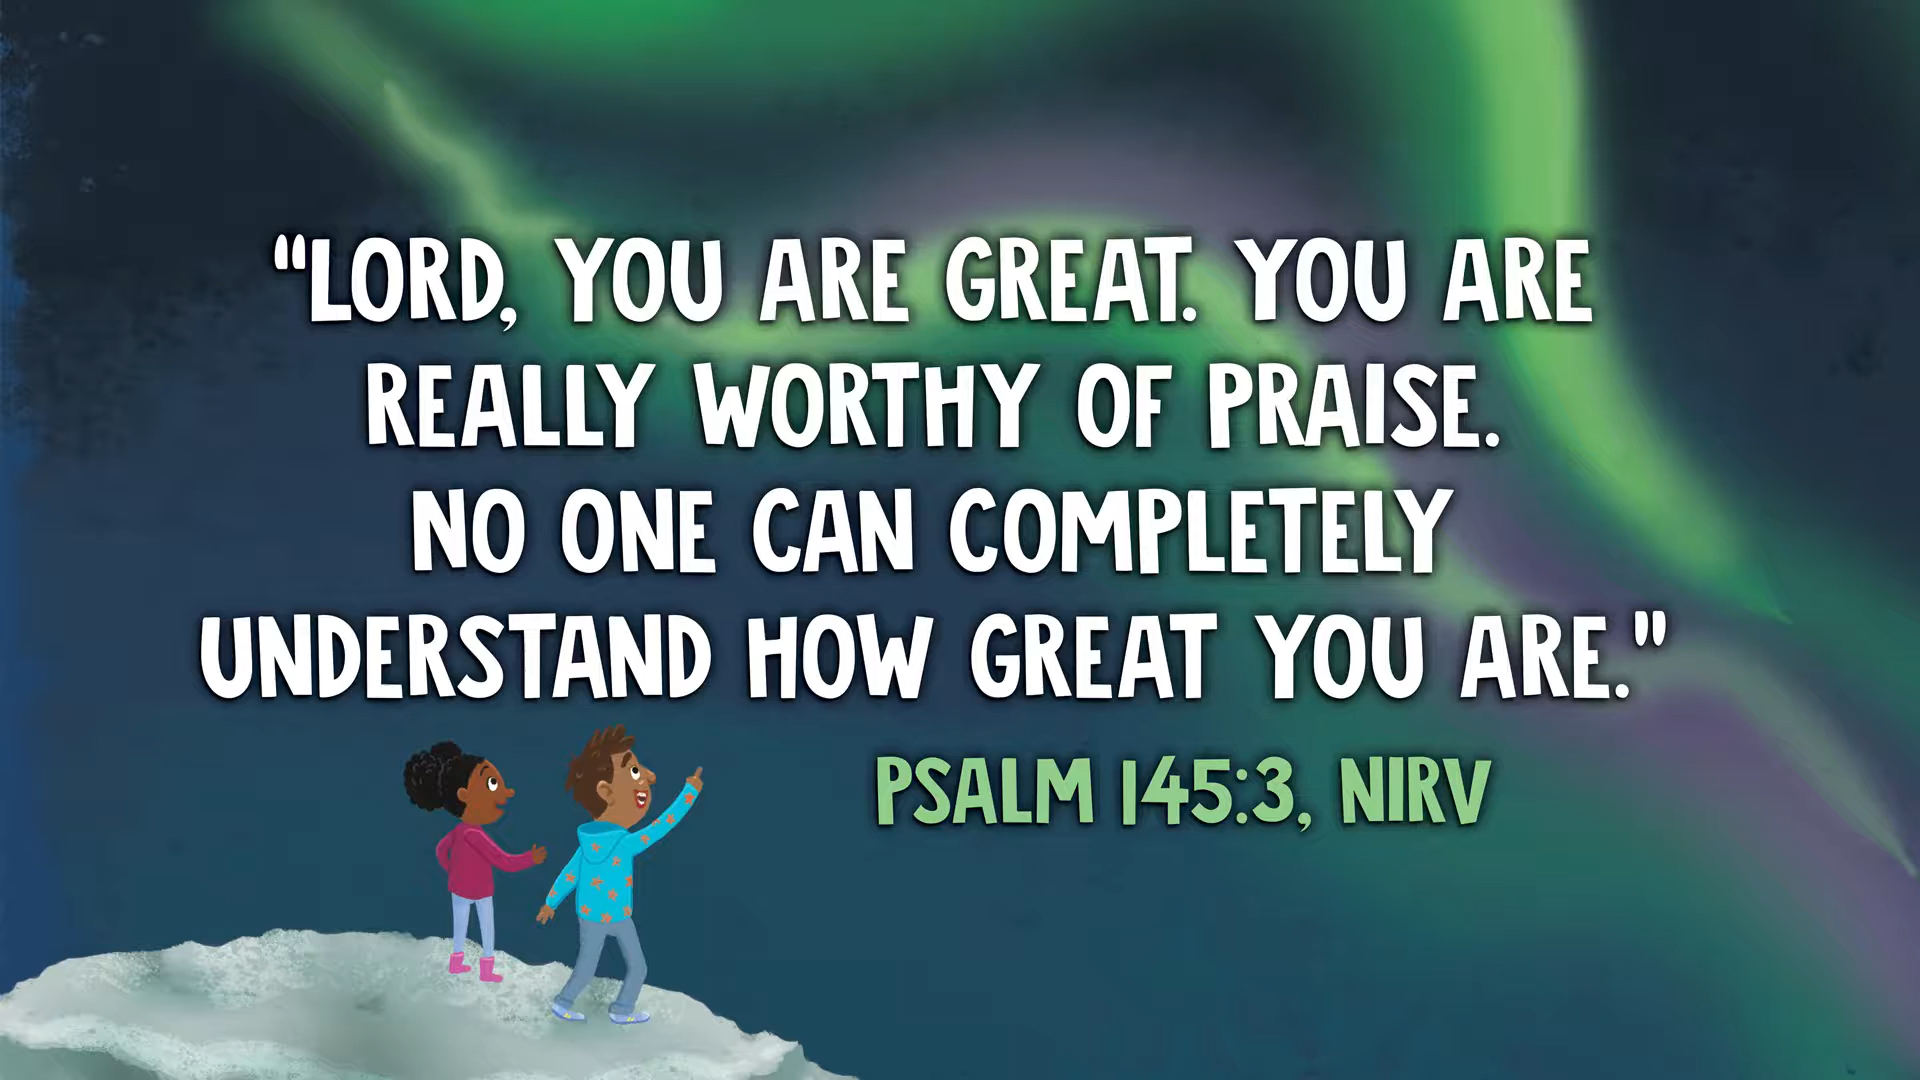 “LORD, YOU ARE GREAT. YOU ARE
REALLY WORTHY OF PRAISE.
NO ONE CAN COMPLETELY
UNDERSTAND HOW GREAT YOU ARE.”
PSALM 145:3, NIRV